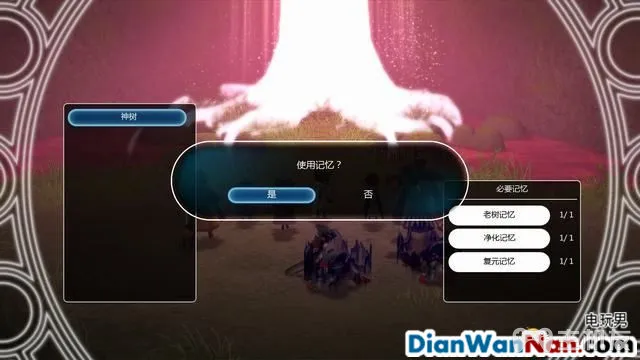 神树
使用记忆？
是
否
必要记忆
老树记忆 1/1
净化记忆 1/1
复元记忆 1/1
电玩男
DianWanNan.com